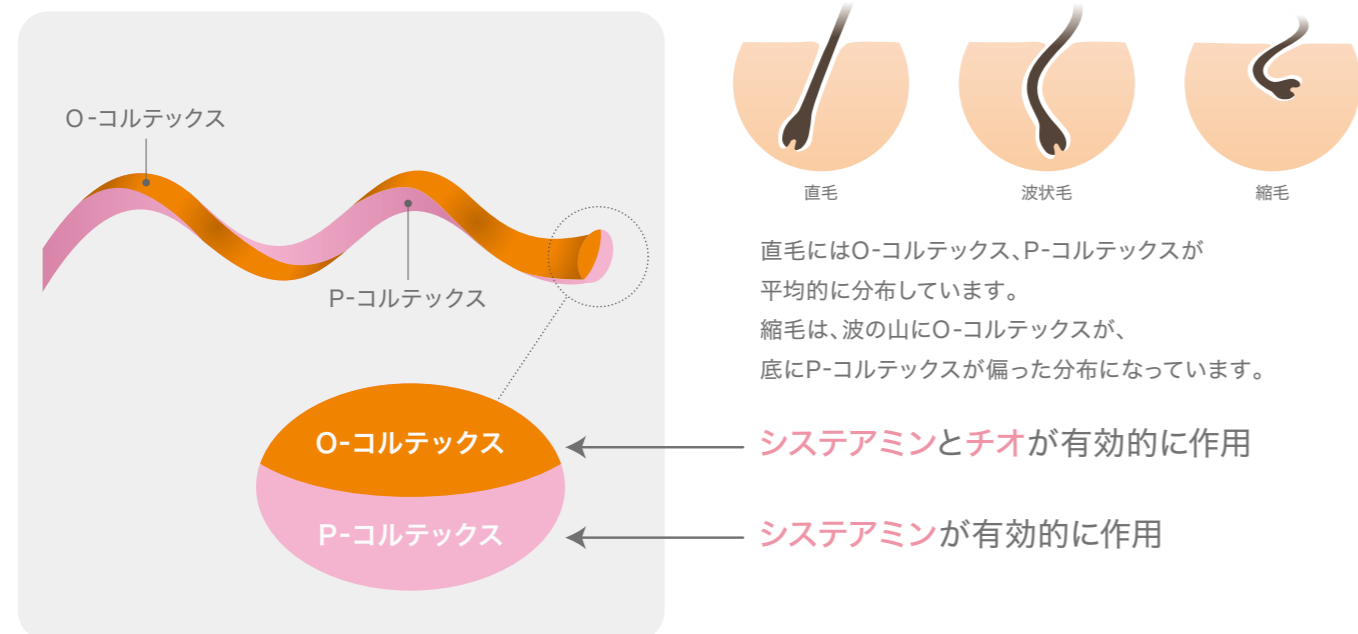 O-コルテックス
P-コルテックス
O-コルテックス
P-コルテックス
直毛
波状毛
縮毛
直毛にはO-コルテックス、P-コルテックスが
平均的に分布しています。
縮毛は、波の山にO-コルテックスが、
底にP-コルテックスが偏った分布になっています。
システアミンとチオが有効的に作用
システアミンが有効的に作用